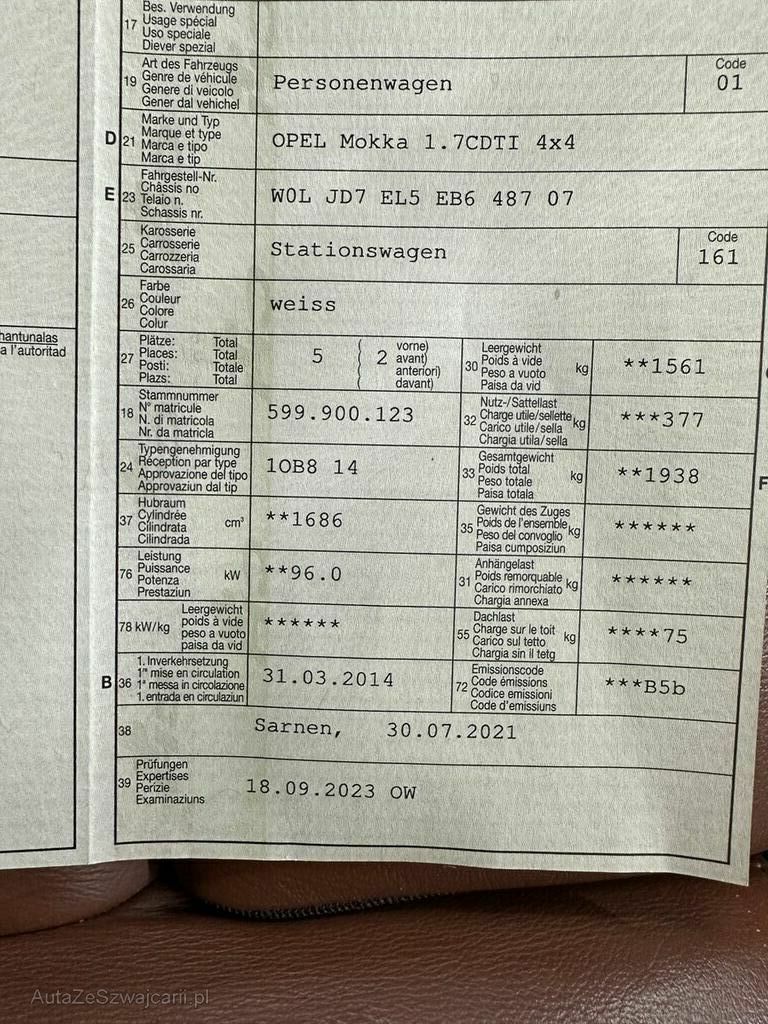 17 Bes. Verwendung
Usage spécial
Uso speciale
Diever spezial
19 Art des Fahrzeugs
Genre de véhicule
Genere di veicolo
Gener dal vehichel
Personenwagen
Code
01
D 21 Marke und Typ
Marque et type
Marca e tipo
Marca e tip
OPEL Mokka 1.7CDTI 4x4
E 23 Fahrgestell-Nr.
Châssis no
Telaio n.
Schassis nr.
W0L JD7 EL5 EB6 487 07
25 Karosserie
Carrosserie
Carrozzeria
Carossaria
Stationswagen
Code
161
26 Farbe
Couleur
Colore
Colur
weiss
hantunalas
a l'autoritad
27 Plätze: Total
Places: Total
Posti: Totale
Plazs: Total
5 ( 2 vorne)
avant)
anteriori)
davant)
30 Leergewicht
Poids à vide
Peso a vuoto
Paisa da vid
kg **1561
18 Stammnummer
N° matricule
N. di matricola
Nr. da matricla
599.900.123
32 Nutz-/Sattellast
Charge utile/sellette
Carico utile/sella
Chargia utila/sella
kg ***377
24 Typengenehmigung
Réception par type
Approvazione del tipo
Approvaziun dal tip
1OB8 14
33 Gesamtgewicht
Poids total
Peso totale
Paisa totala
kg **1938
F
37 Hubraum
Cylindrée
Cilindrata
Cilindrada
cm³ **1686
35 Gewicht des Zuges
Poids de l'ensemble
Peso del convoglio
Paisa cumposiziun
kg ******
76 Leistung
Puissance
Potenza
Prestaziun
kW **96.0
31 Anhängelast
Poids remorquable
Carico rimorchiato
Chargia annexa
kg ******
78 kW/kg Leergewicht
poids à vide
peso a vuoto
paisa da vid
******
55 Dachlast
Charge sur le toit
Carico sul tetto
Chargia sin il tetg
kg ****75
B 36 1. Inverkehrsetzung
1re mise en circulation
1a messa in circolazione
1. entrada en circulaziun
31.03.2014
72 Emissionscode
Code émissions
Codice emissioni
Code d'emissiuns
***B5b
38 Sarnen, 30.07.2021
39 Prüfungen
Expertises
Perizie
Examinaziuns
18.09.2023 OW
AutaZeSzwajcarii.pl